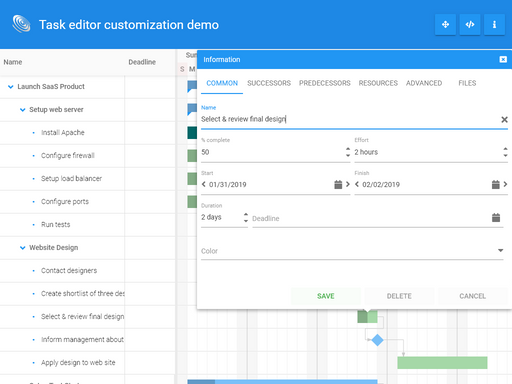 Task editor customization demo
Name
Deadline
Launch SaaS Product
Setup web server
Install Apache
Configure firewall
Setup load balancer
Configure ports
Run tests
Website Design
Contact designers
Create shortlist of three des
Select & review final design
Inform management about
Apply design to web site
S M
Information
COMMON SUCCESSORS PREDECESSORS RESOURCES ADVANCED FILES
Name
Select & review final design
% complete
50
Effort
2 hours
Start
01/31/2019
Finish
02/02/2019
Duration
2 days
Deadline
Color
SAVE DELETE CANCEL